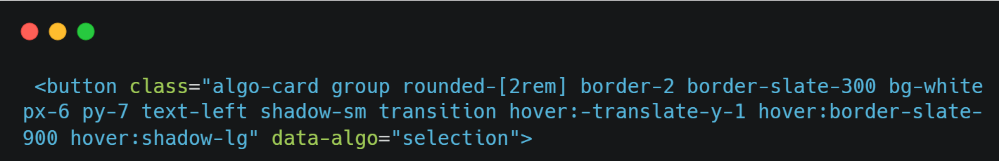 <button class="algo-card group rounded-[2rem] border-2 border-slate-300 bg-white
px-6 py-7 text-left shadow-sm transition hover:-translate-y-1 hover:border-slate-
900 hover:shadow-lg" data-algo="selection">